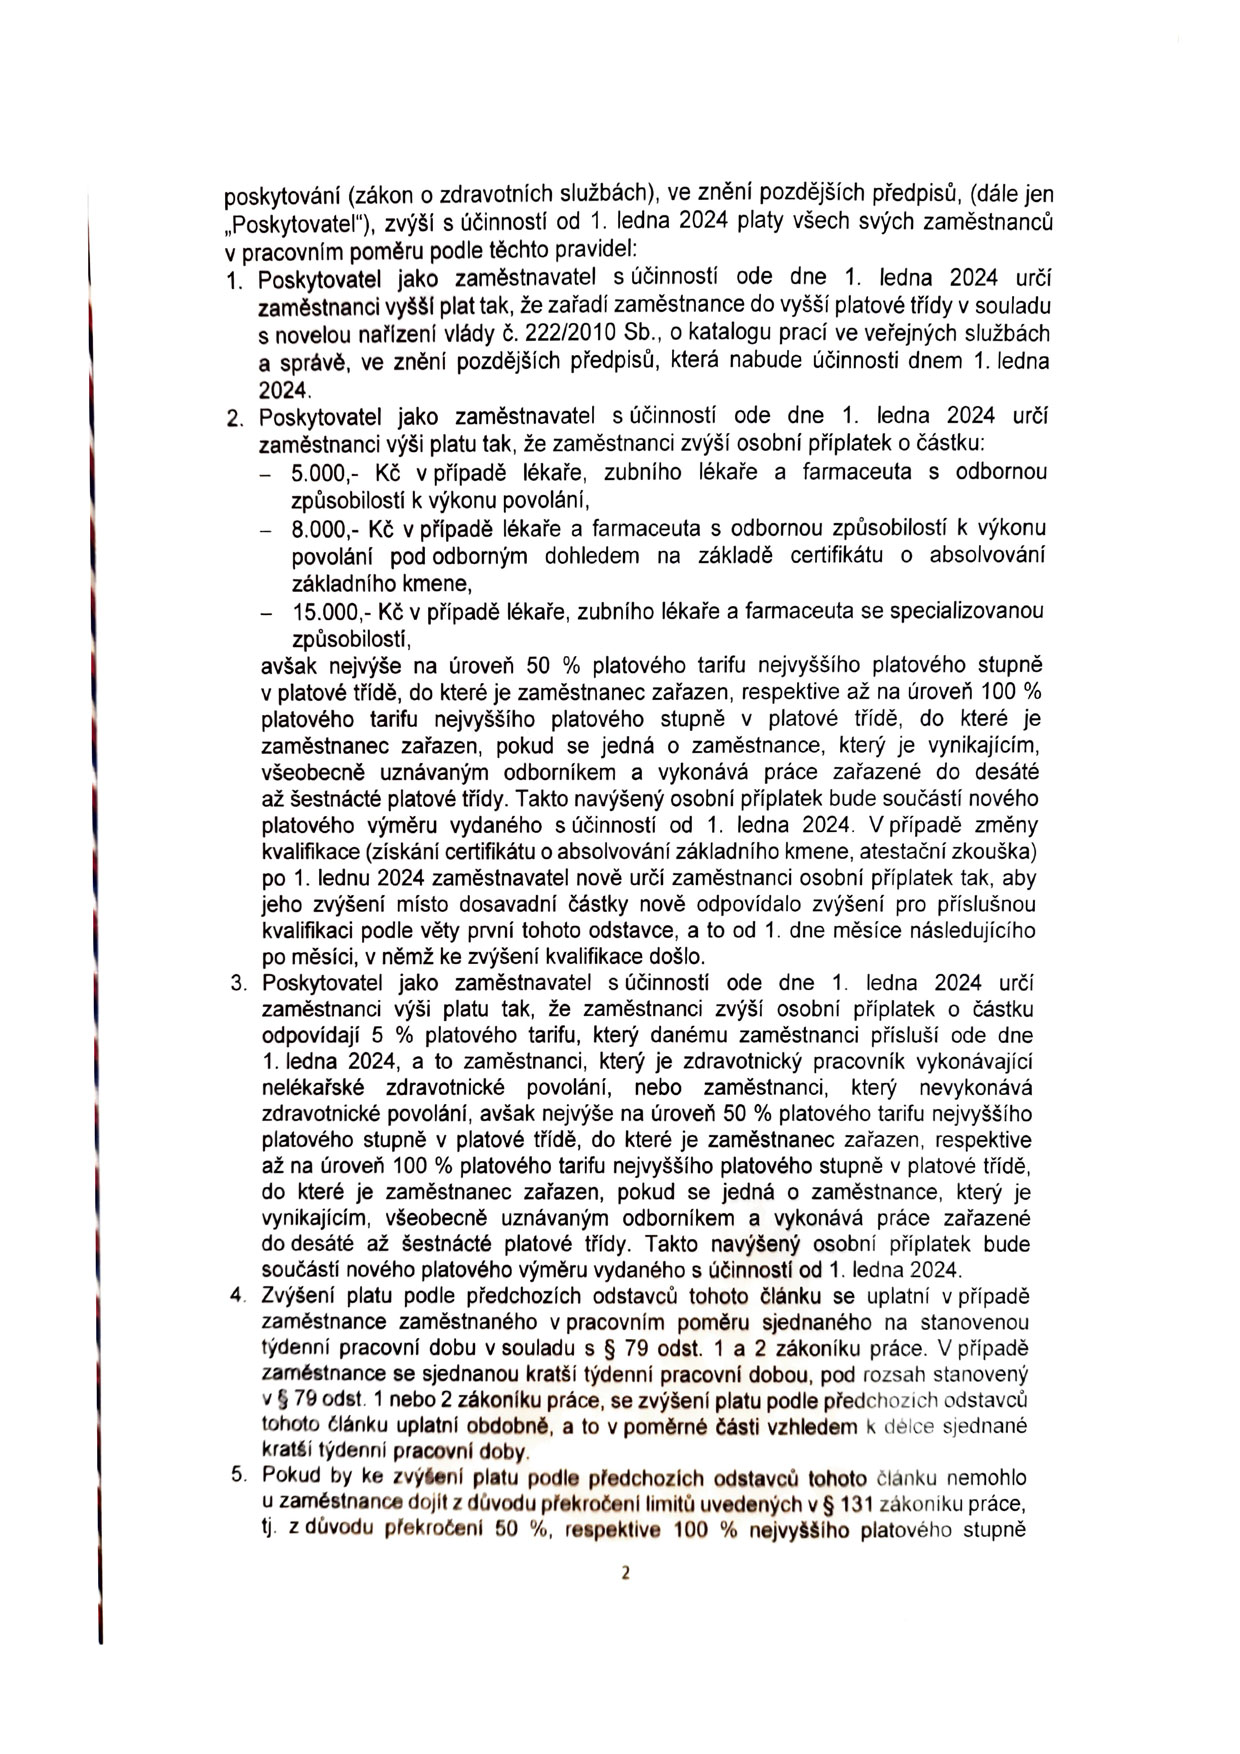 poskytování (zákon o zdravotních službách), ve znění pozdějších předpisů, (dále jen
„Poskytovatel“), zvýší s účinností od 1. ledna 2024 platy všech svých zaměstnanců
v pracovním poměru podle těchto pravidel:
1. Poskytovatel jako zaměstnavatel s účinností ode dne 1. ledna 2024 určí
zaměstnanci vyšší plat tak, že zařadí zaměstnance do vyšší platové třídy v souladu
s novelou nařízení vlády č. 222/2010 Sb., o katalogu prací ve veřejných službách
a správě, ve znění pozdějších předpisů, která nabude účinnosti dnem 1. ledna
2024.
2. Poskytovatel jako zaměstnavatel s účinností ode dne 1. ledna 2024 určí
zaměstnanci výši platu tak, že zaměstnanci zvýší osobní příplatek o částku:
– 5.000,- Kč v případě lékaře, zubního lékaře a farmaceuta s odbornou
způsobilostí k výkonu povolání,
– 8.000,- Kč v případě lékaře a farmaceuta s odbornou způsobilostí k výkonu
povolání pod odborným dohledem na základě certifikátu o absolvování
základního kmene,
– 15.000,- Kč v případě lékaře, zubního lékaře a farmaceuta se specializovanou
způsobilostí,
avšak nejvýše na úroveň 50 % platového tarifu nejvyššího platového stupně
v platové třídě, do které je zaměstnanec zařazen, respektive až na úroveň 100 %
platového tarifu nejvyššího platového stupně v platové třídě, do které je
zaměstnanec zařazen, pokud se jedná o zaměstnance, který je vynikajícím,
všeobecně uznávaným odborníkem a vykonává práce zařazené do desáté
až šestnácté platové třídy. Takto navýšený osobní příplatek bude součástí nového
platového výměru vydaného s účinností od 1. ledna 2024. V případě změny
kvalifikace (získání certifikátu o absolvování základního kmene, atestační zkouška)
po 1. lednu 2024 zaměstnavatel nově určí zaměstnanci osobní příplatek tak, aby
jeho zvýšení místo dosavadní částky nově odpovídalo zvýšení pro příslušnou
kvalifikaci podle věty první tohoto odstavce, a to od 1. dne měsíce následujícího
po měsíci, v němž ke zvýšení kvalifikace došlo.
3. Poskytovatel jako zaměstnavatel s účinností ode dne 1. ledna 2024 určí
zaměstnanci výši platu tak, že zaměstnanci zvýší osobní příplatek o částku
odpovídají 5 % platového tarifu, který danému zaměstnanci přísluší ode dne
1. ledna 2024, a to zaměstnanci, který je zdravotnický pracovník vykonávající
nelékařské zdravotnické povolání, nebo zaměstnanci, který nevykonává
zdravotnické povolání, avšak nejvýše na úroveň 50 % platového tarifu nejvyššího
platového stupně v platové třídě, do které je zaměstnanec zařazen, respektive
až na úroveň 100 % platového tarifu nejvyššího platového stupně v platové třídě,
do které je zaměstnanec zařazen, pokud se jedná o zaměstnance, který je
vynikajícím, všeobecně uznávaným odborníkem a vykonává práce zařazené
do desáté až šestnácté platové třídy. Takto navýšený osobní příplatek bude
součástí nového platového výměru vydaného s účinností od 1. ledna 2024.
4. Zvýšení platu podle předchozích odstavců tohoto článku se uplatní v případě
zaměstnance zaměstnaného v pracovním poměru sjednaného na stanovenou
týdenní pracovní dobu v souladu s § 79 odst. 1 a 2 zákoníku práce. V případě
zaměstnance se sjednanou kratší týdenní pracovní dobou, pod rozsah stanovený
v § 79 odst. 1 nebo 2 zákoníku práce, se zvýšení platu podle předchozích odstavců
tohoto článku uplatní obdobně, a to v poměrné části vzhledem k délce sjednané
kratší týdenní pracovní doby.
5. Pokud by ke zvýšení platu podle předchozích odstavců tohoto článku nemohlo
u zaměstnance dojít z důvodu překročení limitů uvedených v § 131 zákoníku práce,
tj. z důvodu překročení 50 %, respektive 100 % nejvyššího platového stupně
2